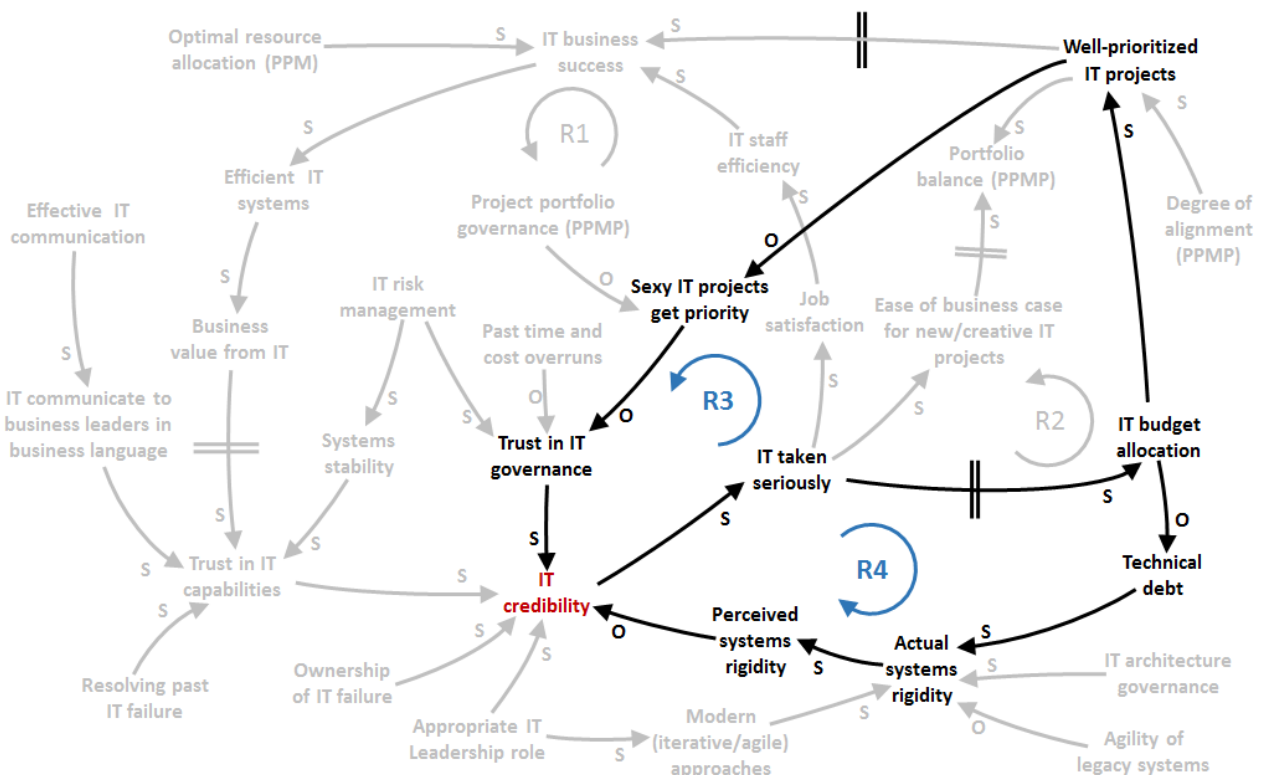 Optimal resource
allocation (PPM)
S
IT business
success
S
Well-prioritized
IT projects
S
S
R1
IT staff
efficiency
S
Portfolio
balance (PPMP)
S
S
Efficient IT
systems
Effective IT
communication
Project portfolio
governance (PPMP)
S
S
Degree of
alignment
(PPMP)
O
S
IT risk
management
O
Sexy IT projects
get priority
Job
satisfaction
Ease of business case
for new/creative IT
projects
Business
value from IT
Past time and
cost overruns
S
S
S
IT communicate to
business leaders in
business language
S
O
R3
S
S
R2
O
Systems
stability
Trust in IT
governance
IT taken
seriously
IT budget
allocation
S
S
S
S
O
S
S
S
Trust in IT
capabilities
S
IT
credibility
R4
Technical
debt
S
S
S
O
Perceived
systems
rigidity
S
Actual
systems
rigidity
S
S
IT architecture
governance
Resolving past
IT failure
Ownership
of IT failure
Appropriate IT
Leadership role
S
Modern
(iterative/agile)
approaches
S
O
Agility of
legacy systems